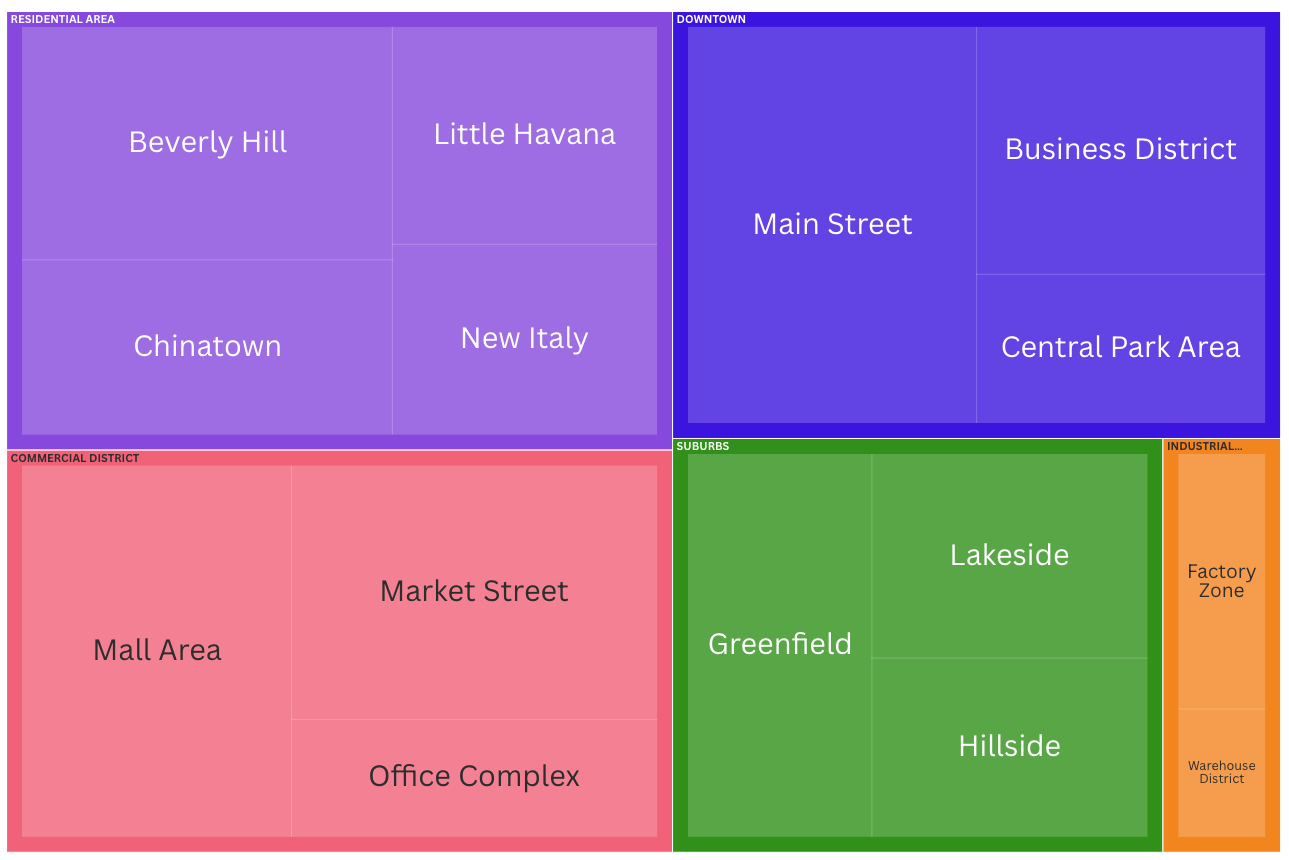 RESIDENTIAL AREA
Beverly Hill
Little Havana
Chinatown
New Italy
DOWNTOWN
Main Street
Business District
Central Park Area
COMMERCIAL DISTRICT
Mall Area
Market Street
Office Complex
SUBURBS
Greenfield
Lakeside
Hillside
INDUSTRIAL...
Factory
Zone
Warehouse
District